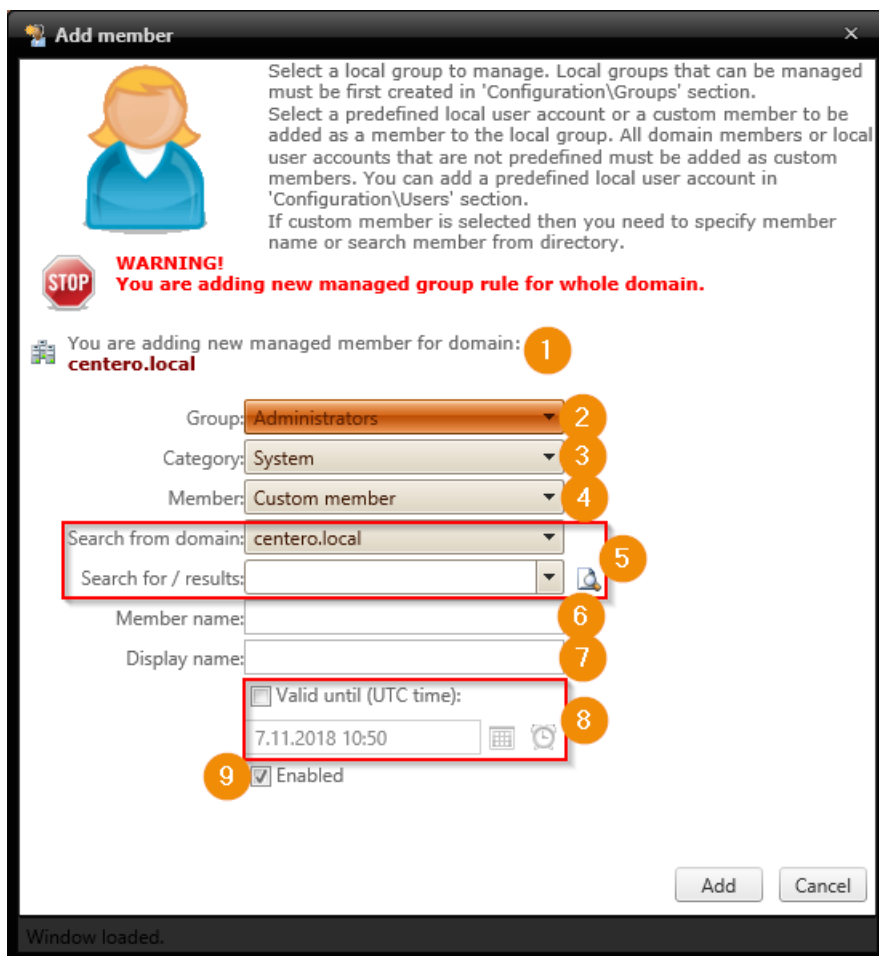 Add member
Select a local group to manage. Local groups that can be managed
must be first created in 'Configuration\Groups' section.
Select a predefined local user account or a custom member to be
added as a member to the local group. All domain members or local
user accounts that are not predefined must be added as custom
members. You can add a predefined local user account in
'Configuration\Users' section.
If custom member is selected then you need to specify member
name or search member from directory.
STOP
WARNING!
You are adding new managed group rule for whole domain.
You are adding new managed member for domain: 1
centero.local
Group: Administrators 2
Category: System 3
Member: Custom member 4
Search from domain: centero.local
5
Search for / results:
Member name: 6
Display name: 7
Valid until (UTC time):
8
7.11.2018 10:50
9 Enabled
Add Cancel
Window loaded.